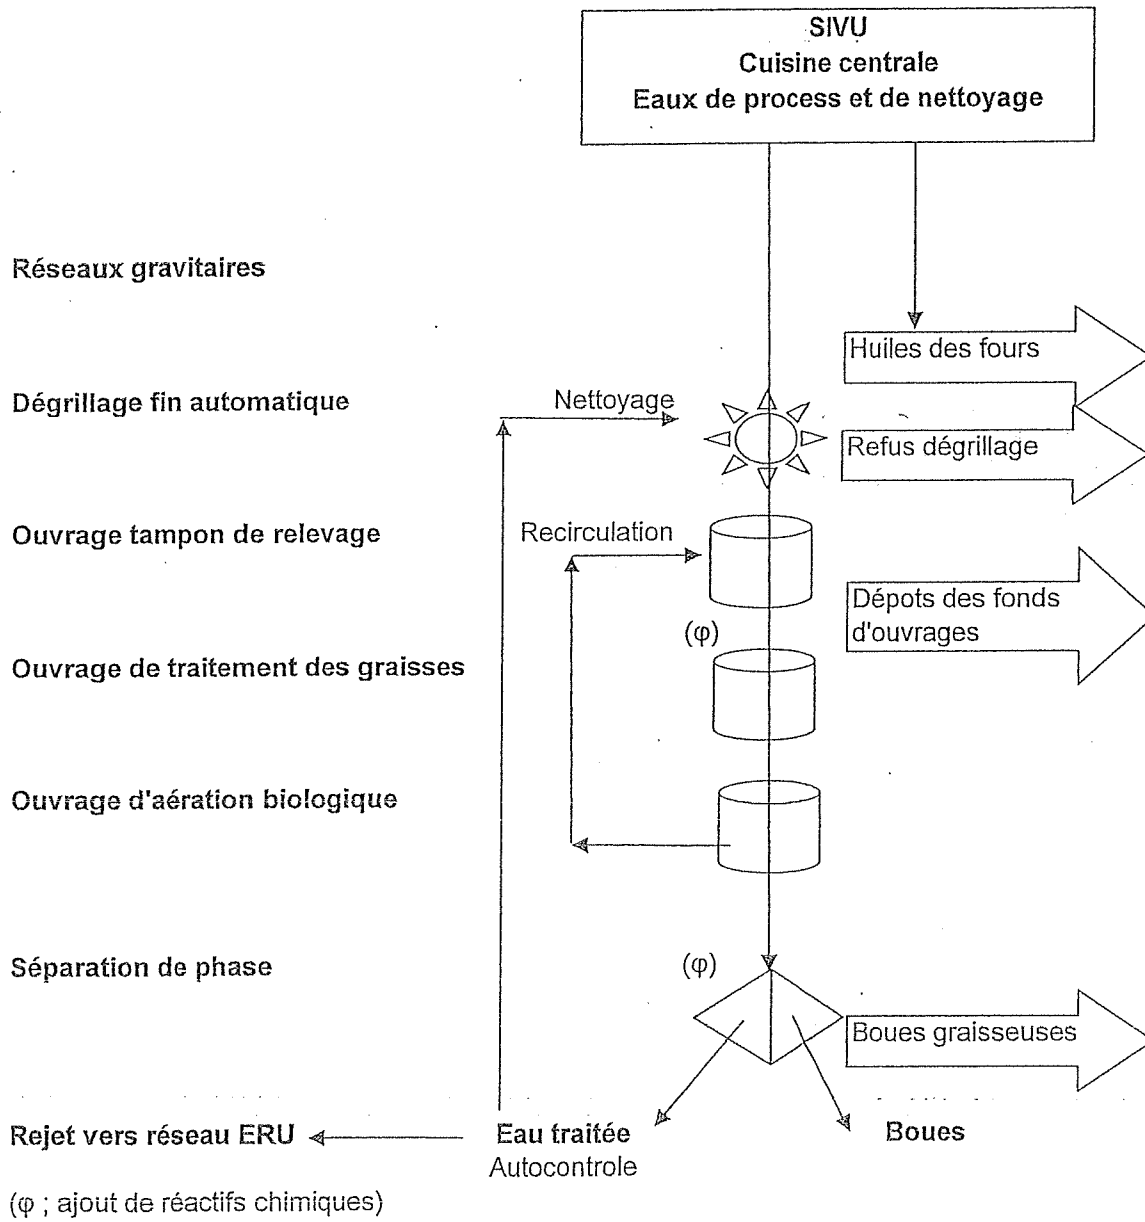 SIVU
Cuisine centrale
Eaux de process et de nettoyage
Réseaux gravitaires
Huiles des fours
Dégrillage fin automatique
Nettoyage
Refus dégrillage
Ouvrage tampon de relevage
Recirculation
Dépots des fonds
d'ouvrages
(φ)
Ouvrage de traitement des graisses
Ouvrage d'aération biologique
Séparation de phase
(φ)
Boues graisseuses
Rejet vers réseau ERU
Eau traitée
Autocontrole
Boues
(φ ; ajout de réactifs chimiques)